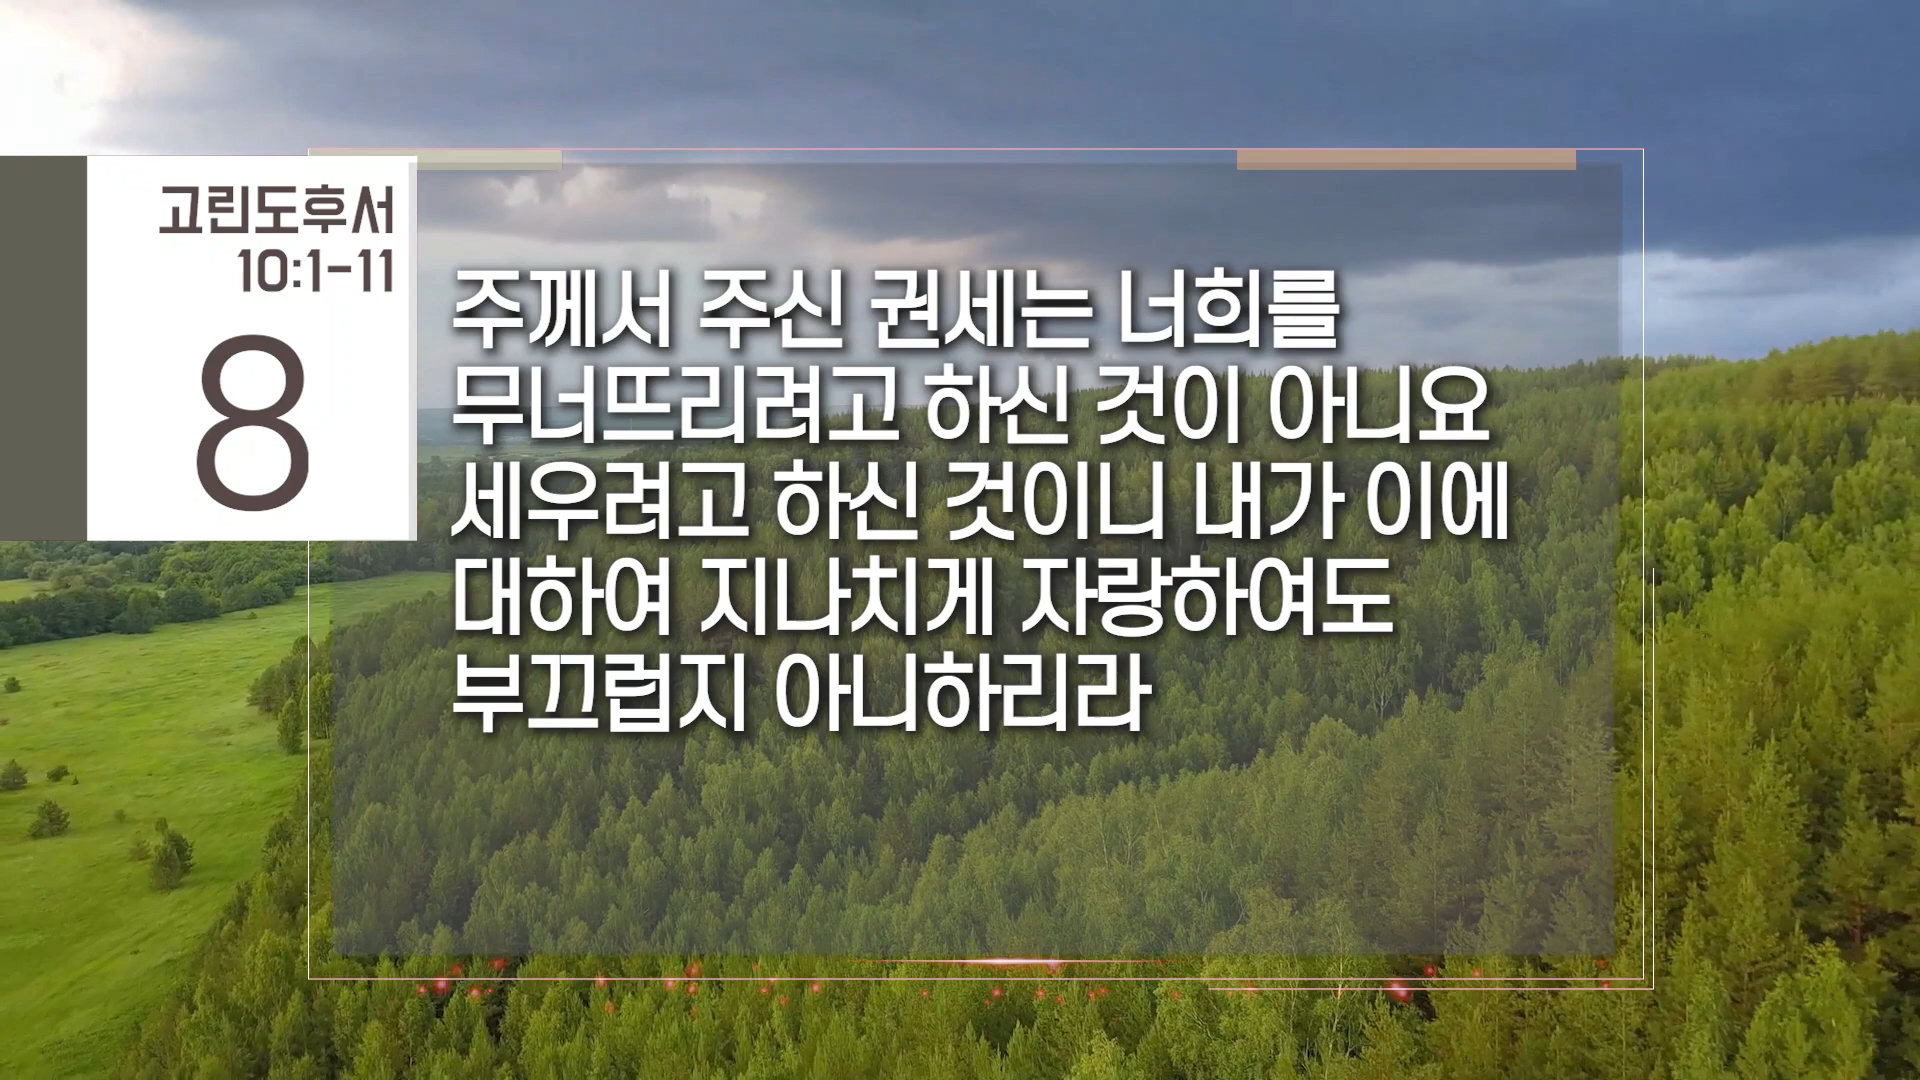 고린도후서
10:1-11
8
주께서 주신 권세는 너희를
무너뜨리려고 하신 것이 아니요
세우려고 하신 것이니 내가 이에
대하여 지나치게 자랑하여도
부끄럽지 아니하리라